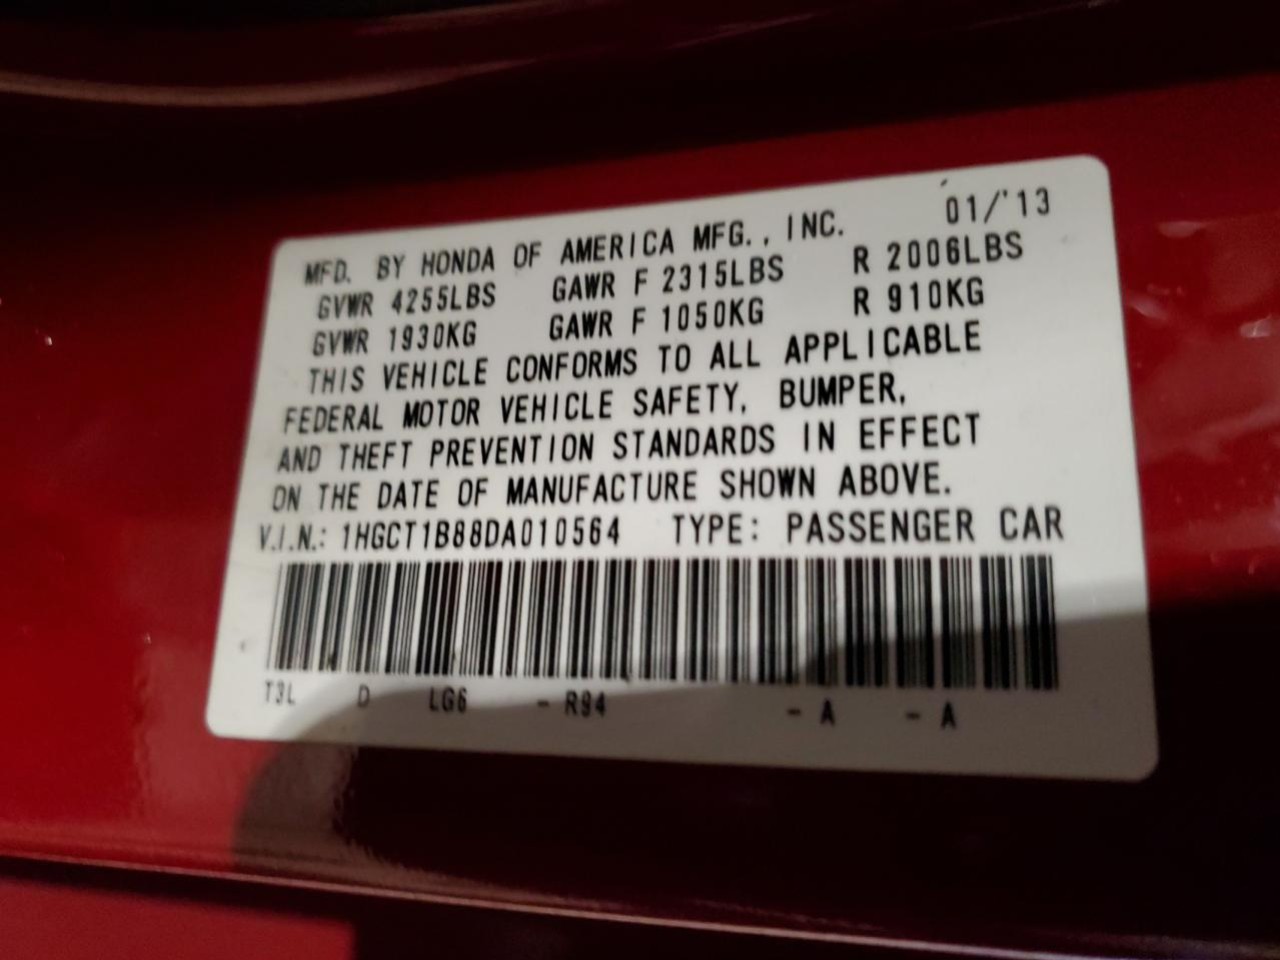 MFD. BY HONDA OF AMERICA MFG., INC. 01/'13
GVWR 4255LBS GAWR F 2315LBS R 2006LBS
GVWR 1930KG GAWR F 1050KG R 910KG
THIS VEHICLE CONFORMS TO ALL APPLICABLE
FEDERAL MOTOR VEHICLE SAFETY, BUMPER,
AND THEFT PREVENTION STANDARDS IN EFFECT
ON THE DATE OF MANUFACTURE SHOWN ABOVE.
V.I.N.: 1HGCT1B88DA010564 TYPE: PASSENGER CAR
T3L D LG6 - R94 - A - A